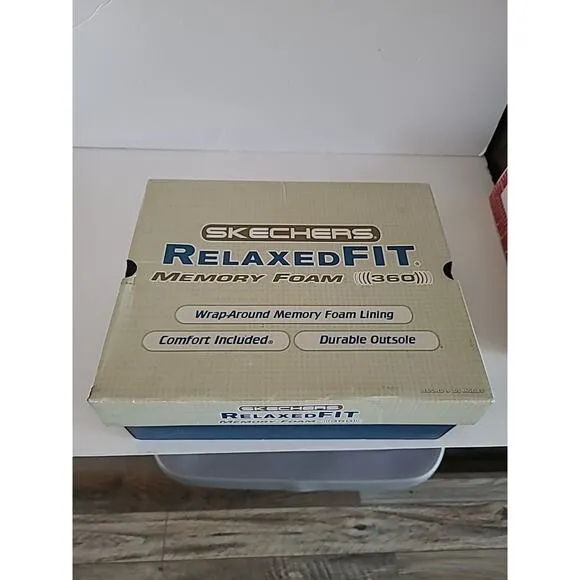 SKECHERS®
RELAXED FIT®
MEMORY FOAM (((360)))
Wrap-Around Memory Foam Lining
Comfort Included®
Durable Outsole
SKECHERS
RELAXED FIT
MEMORY FOAM (((360)))